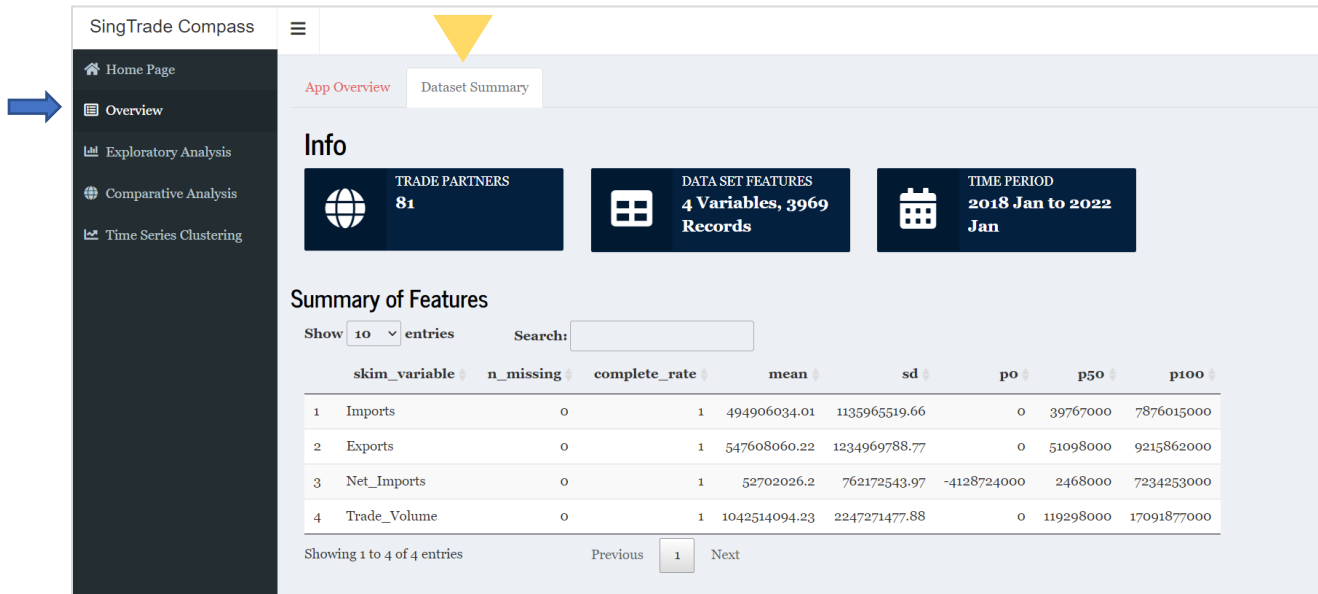 SingTrade Compass
Home Page
Overview
Exploratory Analysis
Comparative Analysis
Time Series Clustering
App Overview Dataset Summary
Info
TRADE PARTNERS
81
DATA SET FEATURES
4 Variables, 3969
Records
TIME PERIOD
2018 Jan to 2022
Jan
Summary of Features
Show 10 entries Search:
skim_variable n_missing complete_rate mean sd p0 p50 p100
1 Imports 0 1 494906034.01 1135965519.66 0 39767000 7876015000
2 Exports 0 1 547608060.22 1234969788.77 0 51098000 9215862000
3 Net_Imports 0 1 52702026.2 762172543.97 -4128724000 2468000 7234253000
4 Trade_Volume 0 1 1042514094.23 2247271477.88 0 119298000 17091877000
Showing 1 to 4 of 4 entries Previous 1 Next